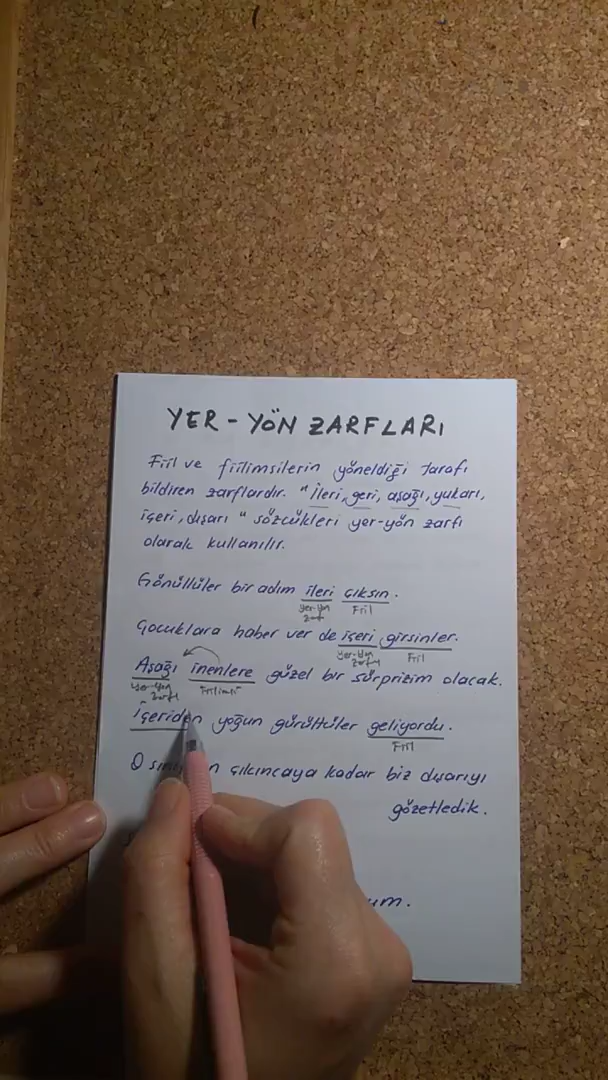 YER-YÖN ZARFLARI
Fiil ve fiilimsilerin yöneldiği tarafı
bildiren zarflardır. "İleri, geri, aşağı, yukarı,
içeri, dışarı" sözcükleri yer-yön zarfı
olarak kullanılır.
Gönüllüler bir adım ileri çıksın.
yer-yön zarfı Fiil
Çocuklara haber ver de içeri girsinler.
yer-yön zarfı Fiil
Aşağı inenlere güzel bir sürprizim olacak.
yer-yön zarfı Fiilimsi
İçeriden yoğun gürültüler geliyordu.
Fiil
O çıkıncaya kadar biz dışarıyı
gözetledik.